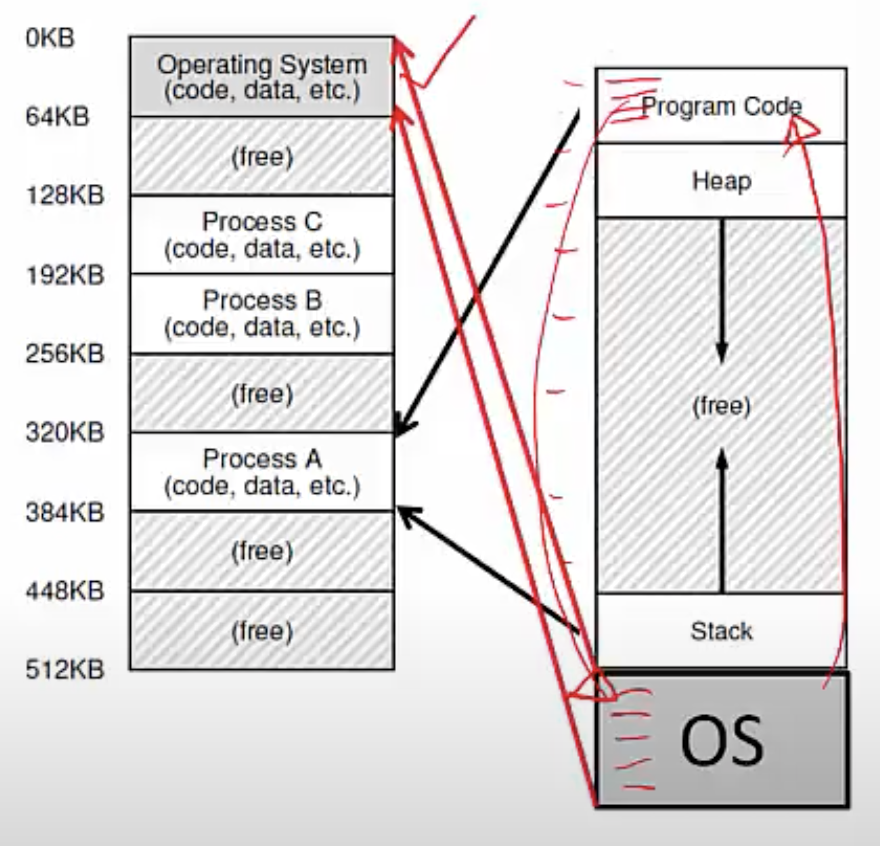 0KB
Operating System
(code, data, etc.)
64KB
(free)
128KB
Process C
(code, data, etc.)
192KB
Process B
(code, data, etc.)
256KB
(free)
320KB
Process A
(code, data, etc.)
384KB
(free)
448KB
(free)
512KB
Program Code
Heap
(free)
Stack
OS